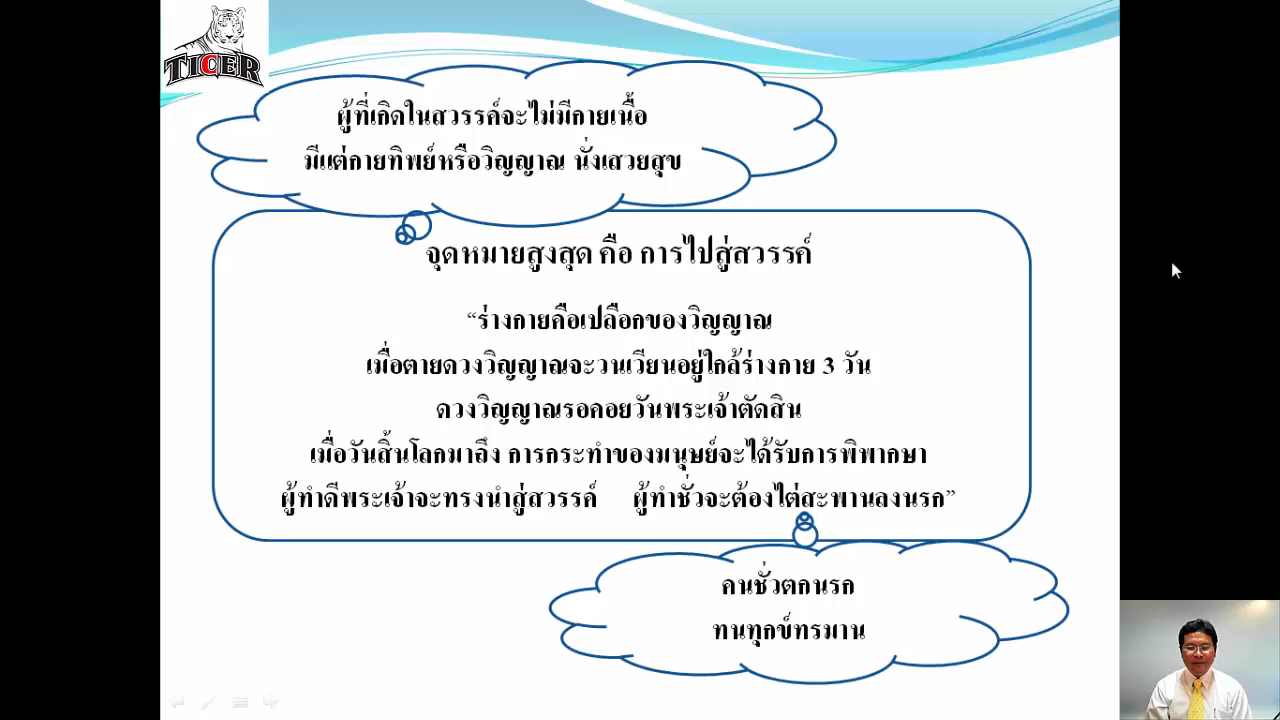 TICER
ผู้ที่เกิดในสวรรค์จะไม่มีกายเนื้อ
มีแต่กายทิพย์หรือวิญญาณ นั่งเสวยสุข
จุดหมายสูงสุด คือ การไปสู่สวรรค์
“ร่างกายคือเปลือกของวิญญาณ
เมื่อตายดวงวิญญาณจะวนเวียนอยู่ใกล้ร่างกาย 3 วัน
ดวงวิญญาณรอคอยวันพระเจ้าตัดสิน
เมื่อวันสิ้นโลกมาถึง การกระทำของมนุษย์จะได้รับการพิพากษา
ผู้ทำดีพระเจ้าจะทรงนำสู่สวรรค์ ผู้ทำชั่วจะต้องไต่สะพานลงนรก”
คนชั่วตกนรก
ทนทุกข์ทรมาน